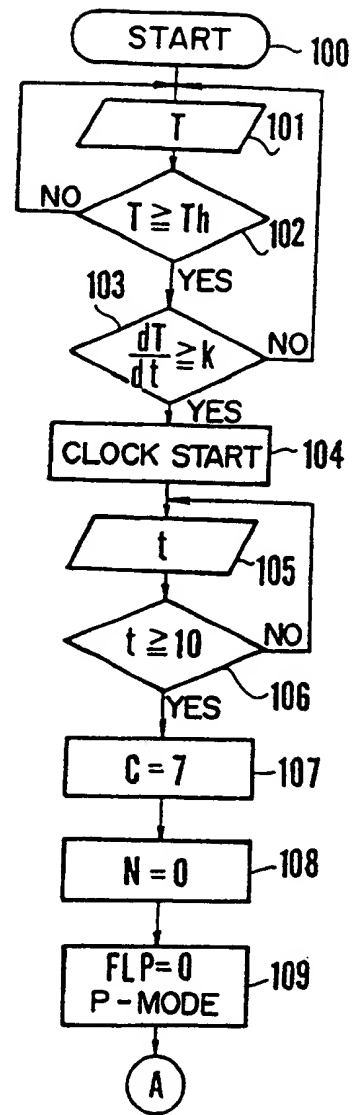 START
100
T
101
NO
T ≧ Th
102
YES
103
dT/dt ≧ k
NO
YES
CLOCK START
104
t
105
t ≧ 10
NO
106
YES
C = 7
107
N = 0
108
FLP = 0
P - MODE
109
A